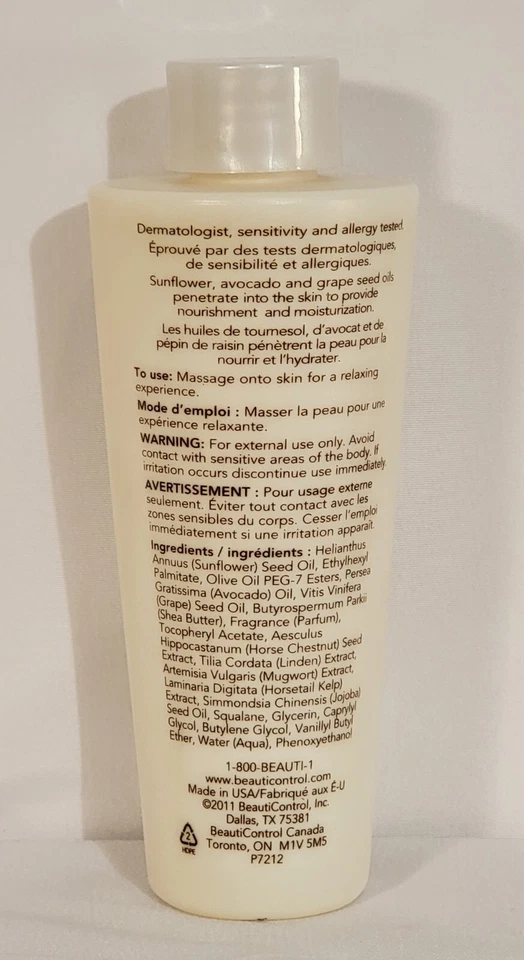 Dermatologist, sensitivity and allergy tested.
Éprouvé par des tests dermatologiques,
de sensibilité et allergiques.
Sunflower, avocado and grape seed oils
penetrate into the skin to provide
nourishment and moisturization.
Les huiles de tournesol, d'avocat et de
pépin de raisin pénètrent la peau pour la
nourrir et l'hydrater.
To use: Massage onto skin for a relaxing
experience.
Mode d'emploi : Masser la peau pour une
expérience relaxante.
WARNING: For external use only. Avoid
contact with sensitive areas of the body. If
irritation occurs discontinue use immediately.
AVERTISSEMENT : Pour usage externe
seulement. Éviter tout contact avec les
zones sensibles du corps. Cesser l'emploi
immédiatement si une irritation apparaît.
Ingredients / ingrédients : Helianthus
Annuus (Sunflower) Seed Oil, Ethylhexyl
Palmitate, Olive Oil PEG-7 Esters, Persea
Gratissima (Avocado) Oil, Vitis Vinifera
(Grape) Seed Oil, Butyrospermum Parkii
(Shea Butter), Fragrance (Parfum),
Tocopheryl Acetate, Aesculus
Hippocastanum (Horse Chestnut) Seed
Extract, Tilia Cordata (Linden) Extract,
Artemisia Vulgaris (Mugwort) Extract,
Laminaria Digitata (Horsetail Kelp)
Extract, Simmondsia Chinensis (Jojoba)
Seed Oil, Squalane, Glycerin, Caprylyl
Glycol, Butylene Glycol, Vanillyl Butyl
Ether, Water (Aqua), Phenoxyethanol
1-800-BEAUTI-1
www.beauticontrol.com
Made in USA/Fabriqué aux É-U
©2011 BeautiControl, Inc.
Dallas, TX 75381
BeautiControl Canada
Toronto, ON M1V 5M5
P7212
2
HDPE